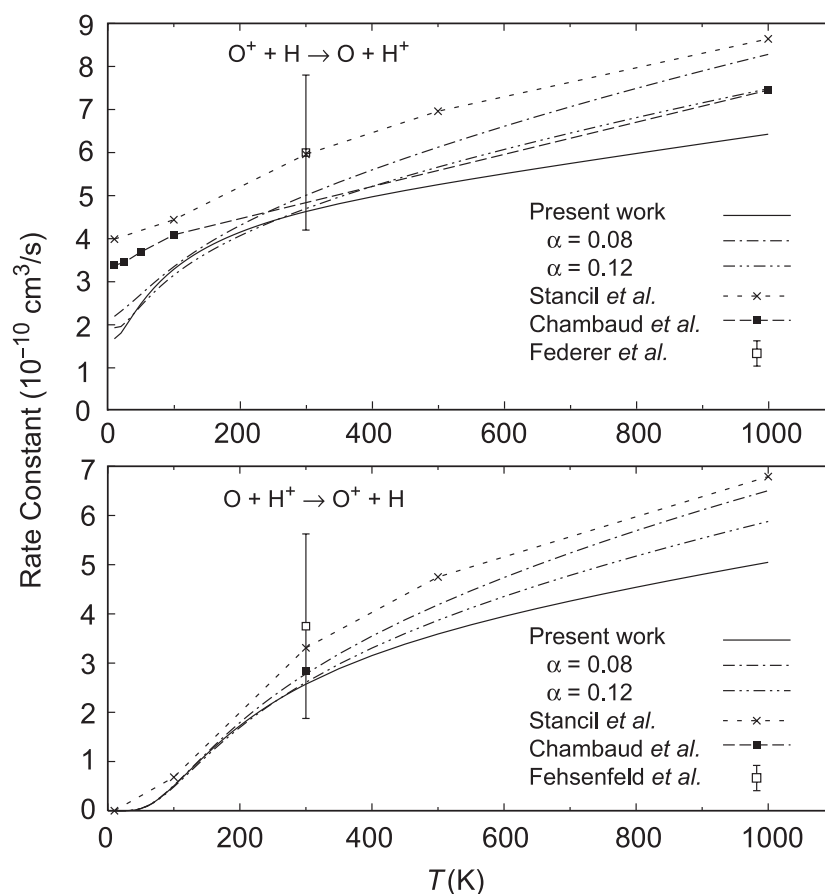 9
8
7
6
5
4
3
2
1
0
O⁺ + H → O + H⁺
Present work
α = 0.08
α = 0.12
Stancil et al.
Chambaud et al.
Federer et al.
0 200 400 600 800 1000
Rate Constant (10⁻¹⁰ cm³/s)
7
6
5
4
3
2
1
0
O + H⁺ → O⁺ + H
Present work
α = 0.08
α = 0.12
Stancil et al.
Chambaud et al.
Fehsenfeld et al.
0 200 400 600 800 1000
T (K)